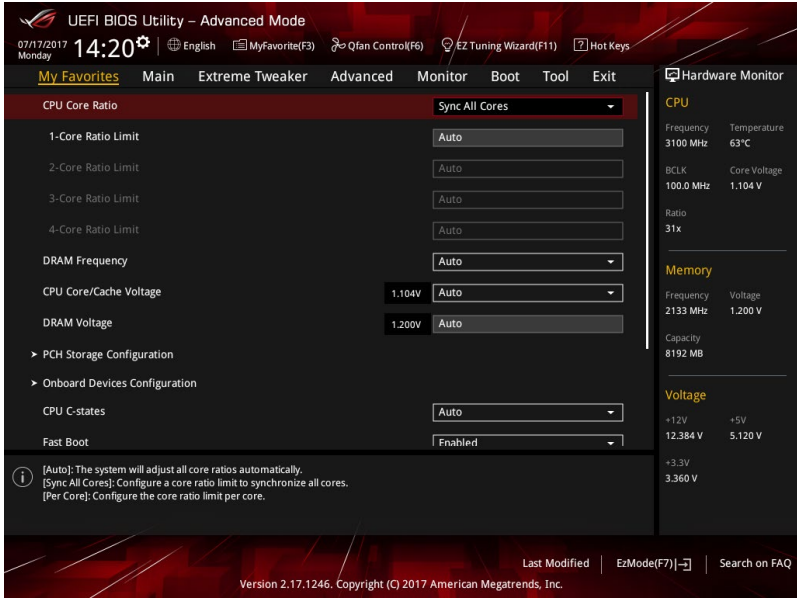 UEFI BIOS Utility – Advanced Mode
07/17/2017 Monday 14:20 English MyFavorite(F3) Qfan Control(F6) EZ Tuning Wizard(F11) ? Hot Keys
My Favorites Main Extreme Tweaker Advanced Monitor Boot Tool Exit
CPU Core Ratio Sync All Cores
1-Core Ratio Limit Auto
2-Core Ratio Limit Auto
3-Core Ratio Limit Auto
4-Core Ratio Limit Auto
DRAM Frequency Auto
CPU Core/Cache Voltage 1.104V Auto
DRAM Voltage 1.200V Auto
> PCH Storage Configuration
> Onboard Devices Configuration
CPU C-states Auto
Fast Boot Enabled
[Auto]: The system will adjust all core ratios automatically.
[Sync All Cores]: Configure a core ratio limit to synchronize all cores.
[Per Core]: Configure the core ratio limit per core.
Hardware Monitor
CPU
Frequency Temperature
3100 MHz 63°C
BCLK Core Voltage
100.0 MHz 1.104 V
Ratio
31x
Memory
Frequency Voltage
2133 MHz 1.200 V
Capacity
8192 MB
Voltage
+12V +5V
12.384 V 5.120 V
+3.3V
3.360 V
Last Modified EzMode(F7) Search on FAQ
Version 2.17.1246. Copyright (C) 2017 American Megatrends, Inc.